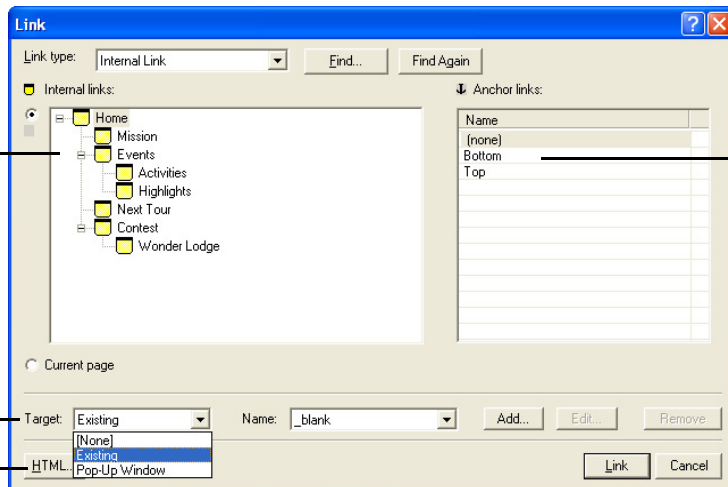 Link
Link type: Internal Link Find... Find Again
Internal links: Anchor links:
Home
Mission
Events
Activities
Highlights
Next Tour
Contest
Wonder Lodge
Name
(none)
Bottom
Top
Current page
Target: Existing Name: _blank Add... Edit... Remove
[None]
Existing
Pop-Up Window
HTML... Link Cancel